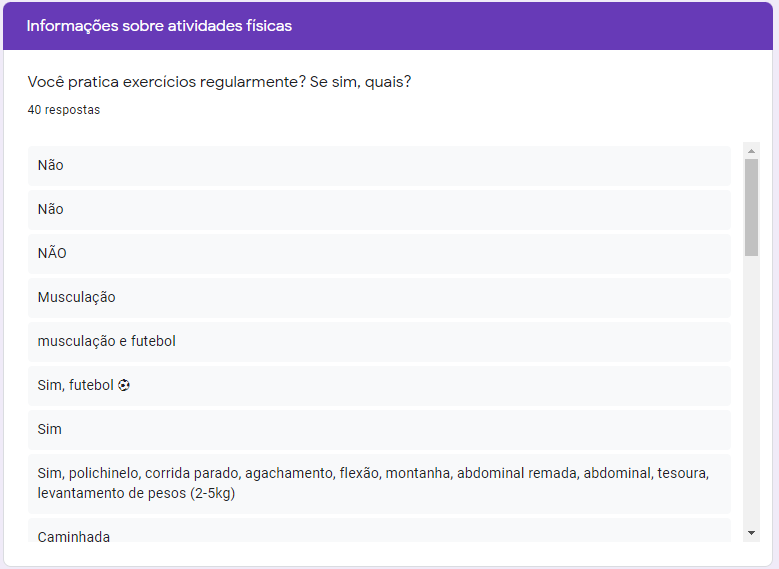 Informações sobre atividades físicas
Você pratica exercícios regularmente? Se sim, quais?
40 respostas
Não
Não
NÃO
Musculação
musculação e futebol
Sim, futebol ⚽
Sim
Sim, polichinelo, corrida parado, agachamento, flexão, montanha, abdominal remada, abdominal, tesoura,
levantamento de pesos (2-5kg)
Caminhada